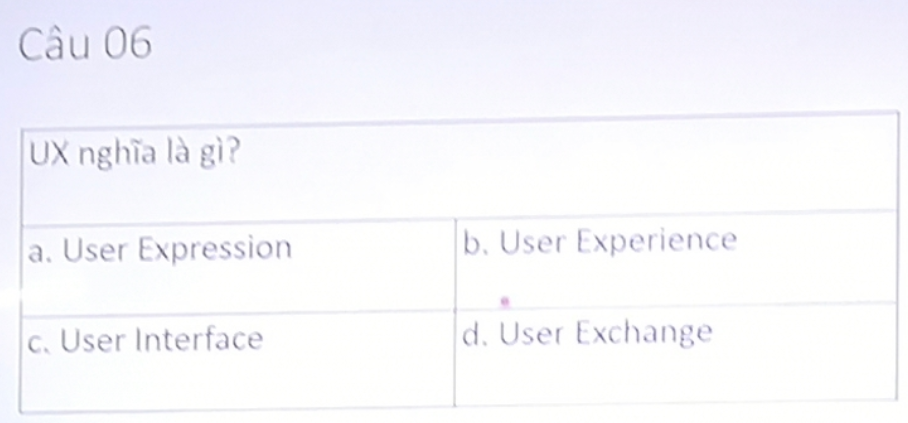 Câu 06
UX nghĩa là gì?
a. User Expression
b. User Experience
c. User Interface
d. User Exchange